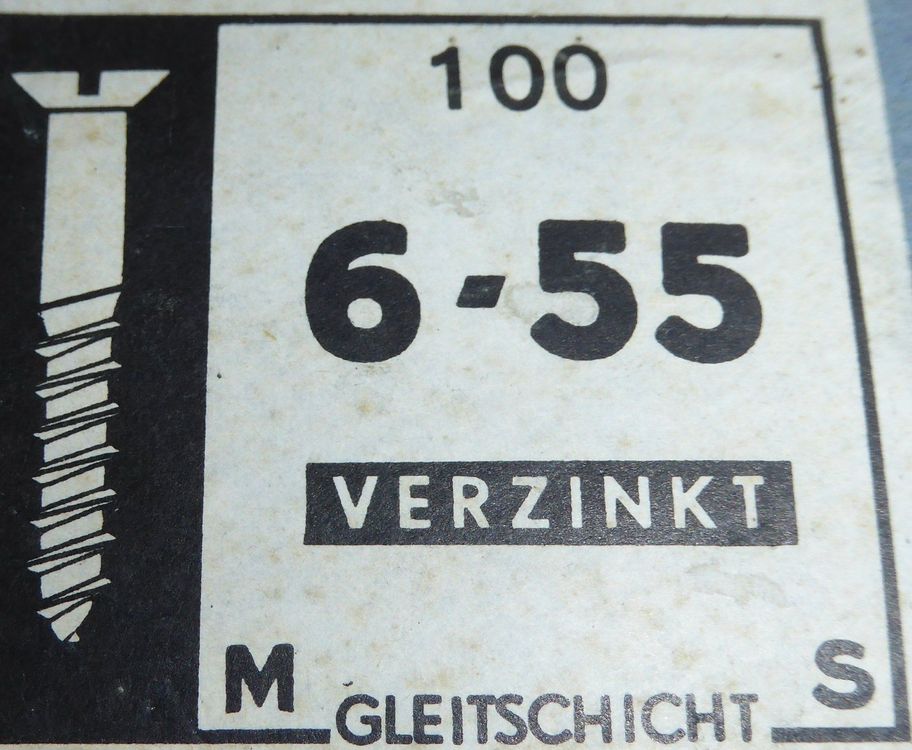 100
6-55
VERZINKT
M GLEITSCHICHT S